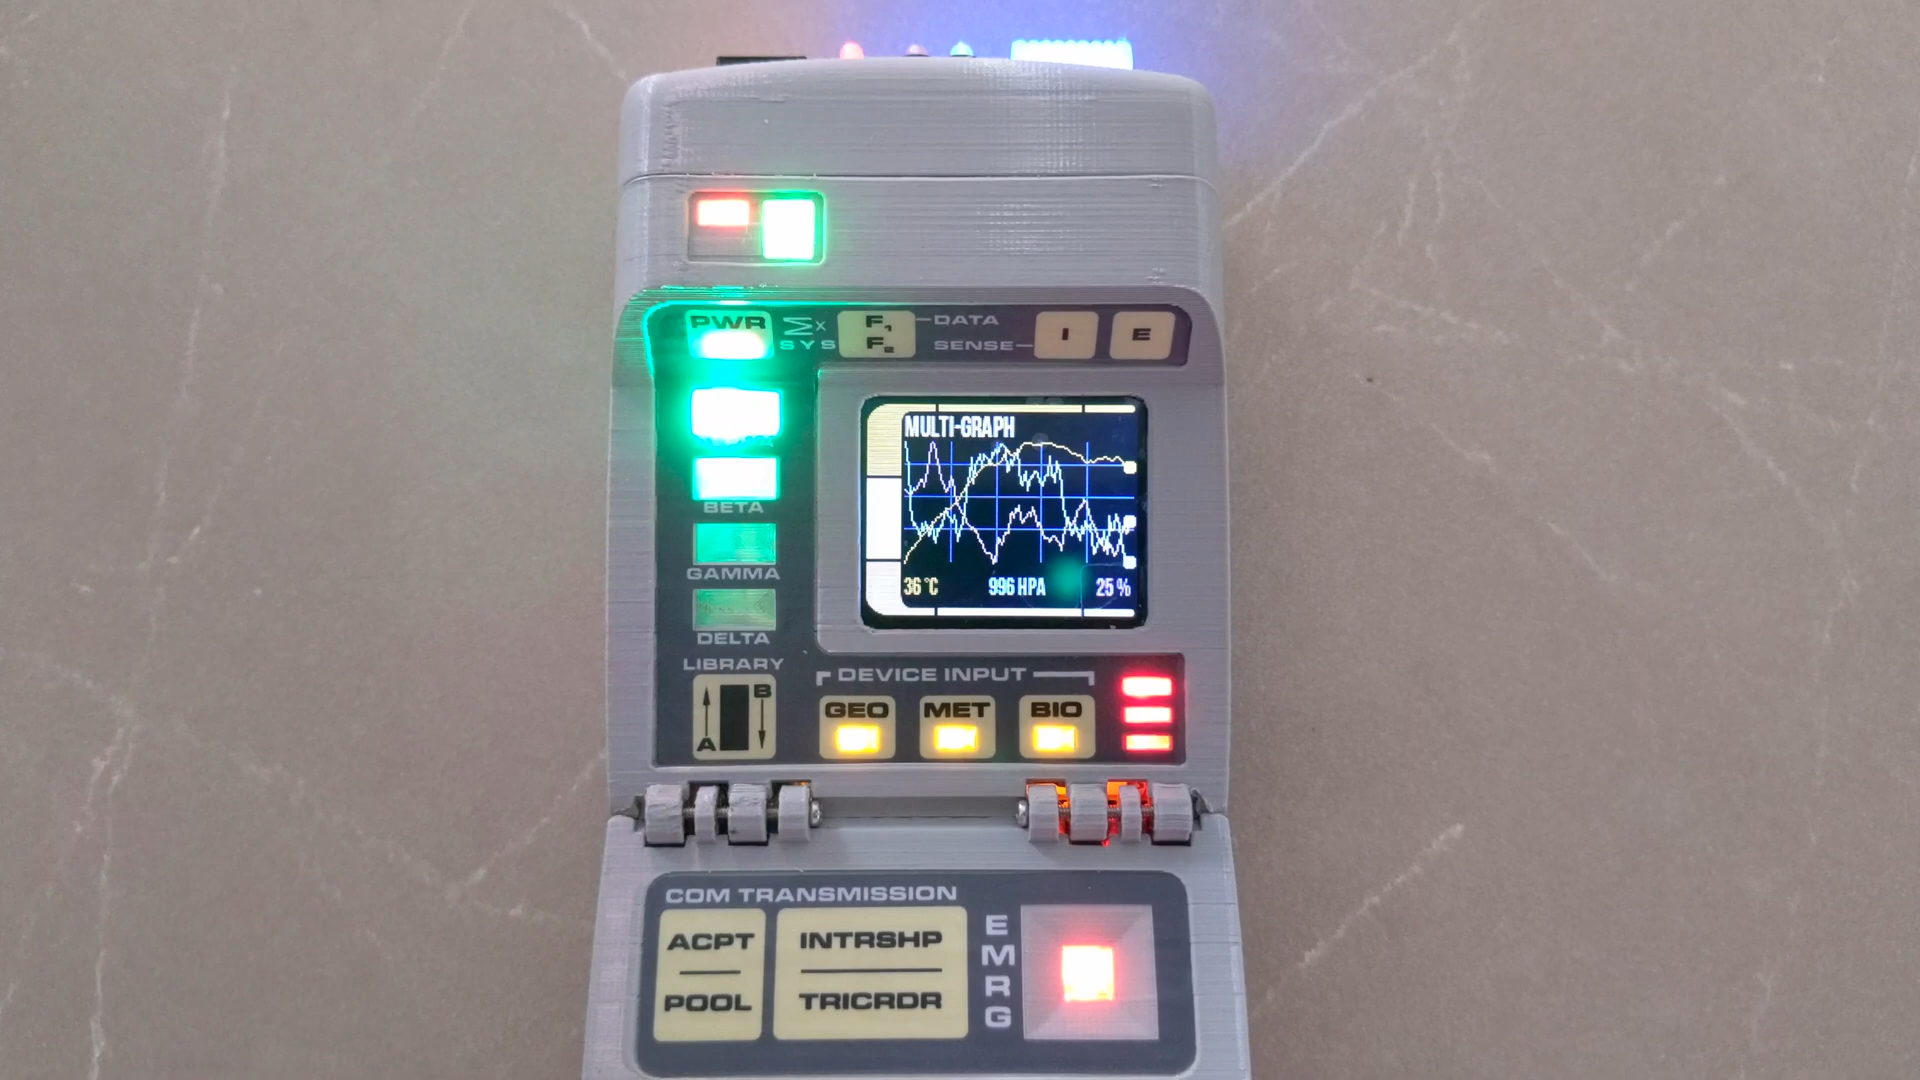 PWR
SYS
X
F1
F2
DATA
SENSE
I
E
MULTI-GRAPH
36 °C
996 HPA
25 %
BETA
GAMMA
DELTA
LIBRARY
A
B
DEVICE INPUT
GEO
MET
BIO
COM TRANSMISSION
ACPT
POOL
INTRSHP
TRICRDR
EMRG